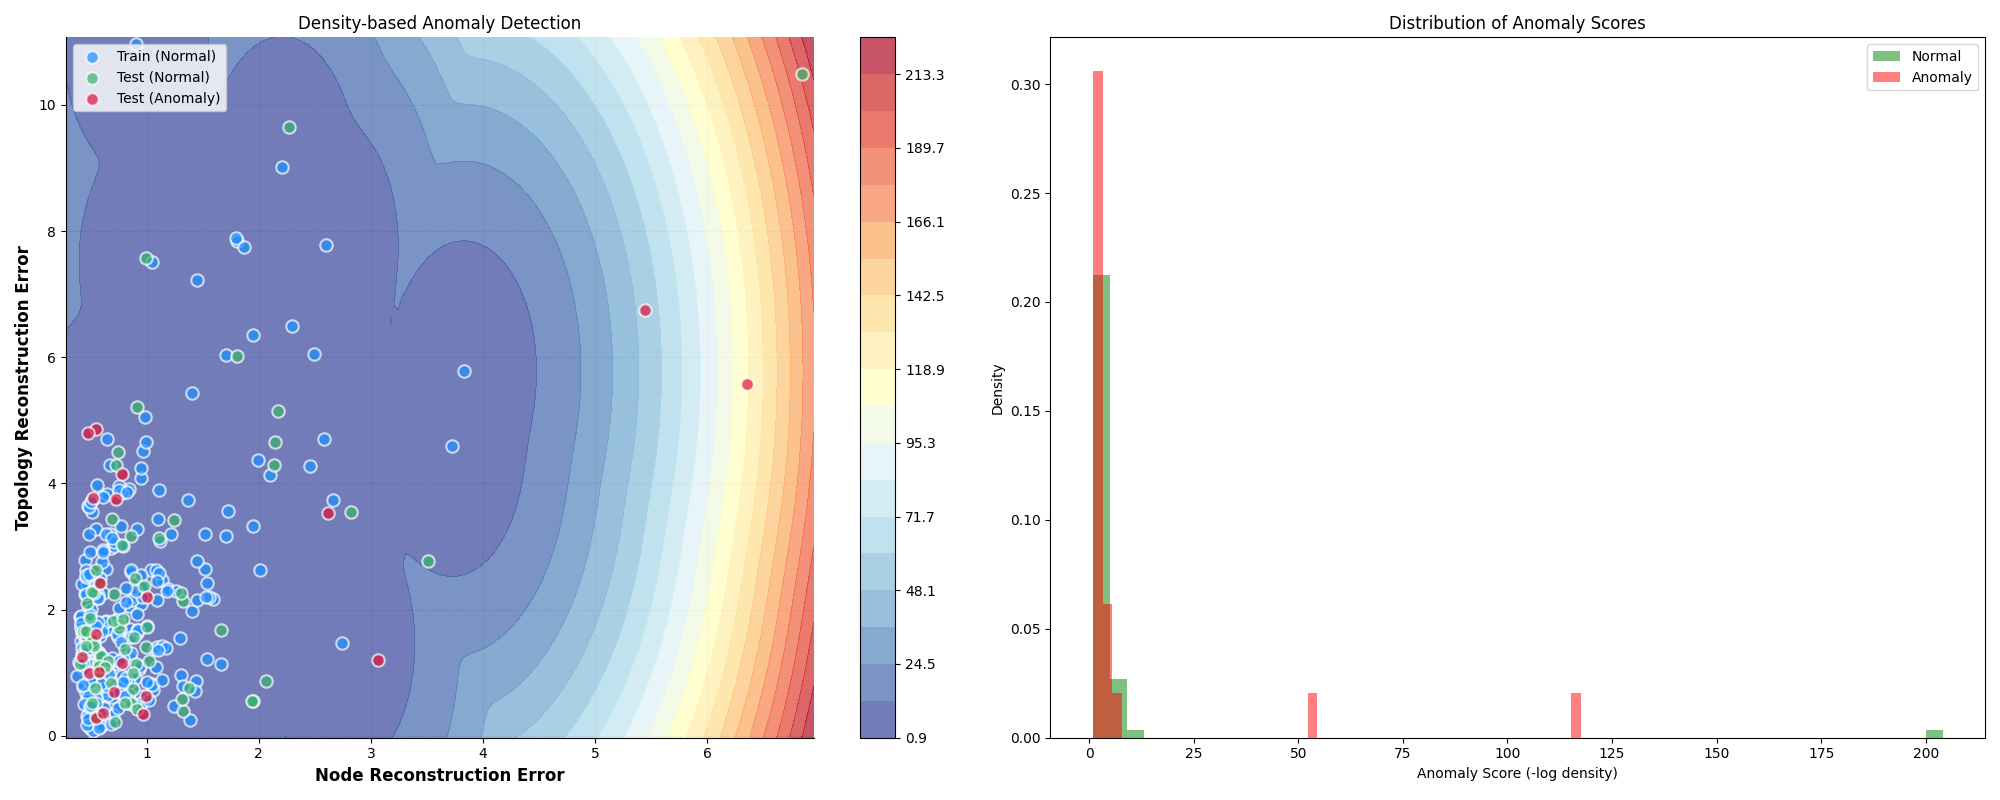 Density-based Anomaly Detection
Train (Normal)
Test (Normal)
Test (Anomaly)
Topology Reconstruction Error
10
8
6
4
2
0
1 2 3 4 5 6
Node Reconstruction Error
213.3
189.7
166.1
142.5
118.9
95.3
71.7
48.1
24.5
0.9
Distribution of Anomaly Scores
Normal
Anomaly
Density
0.30
0.25
0.20
0.15
0.10
0.05
0.00
0 25 50 75 100 125 150 175 200
Anomaly Score (-log density)